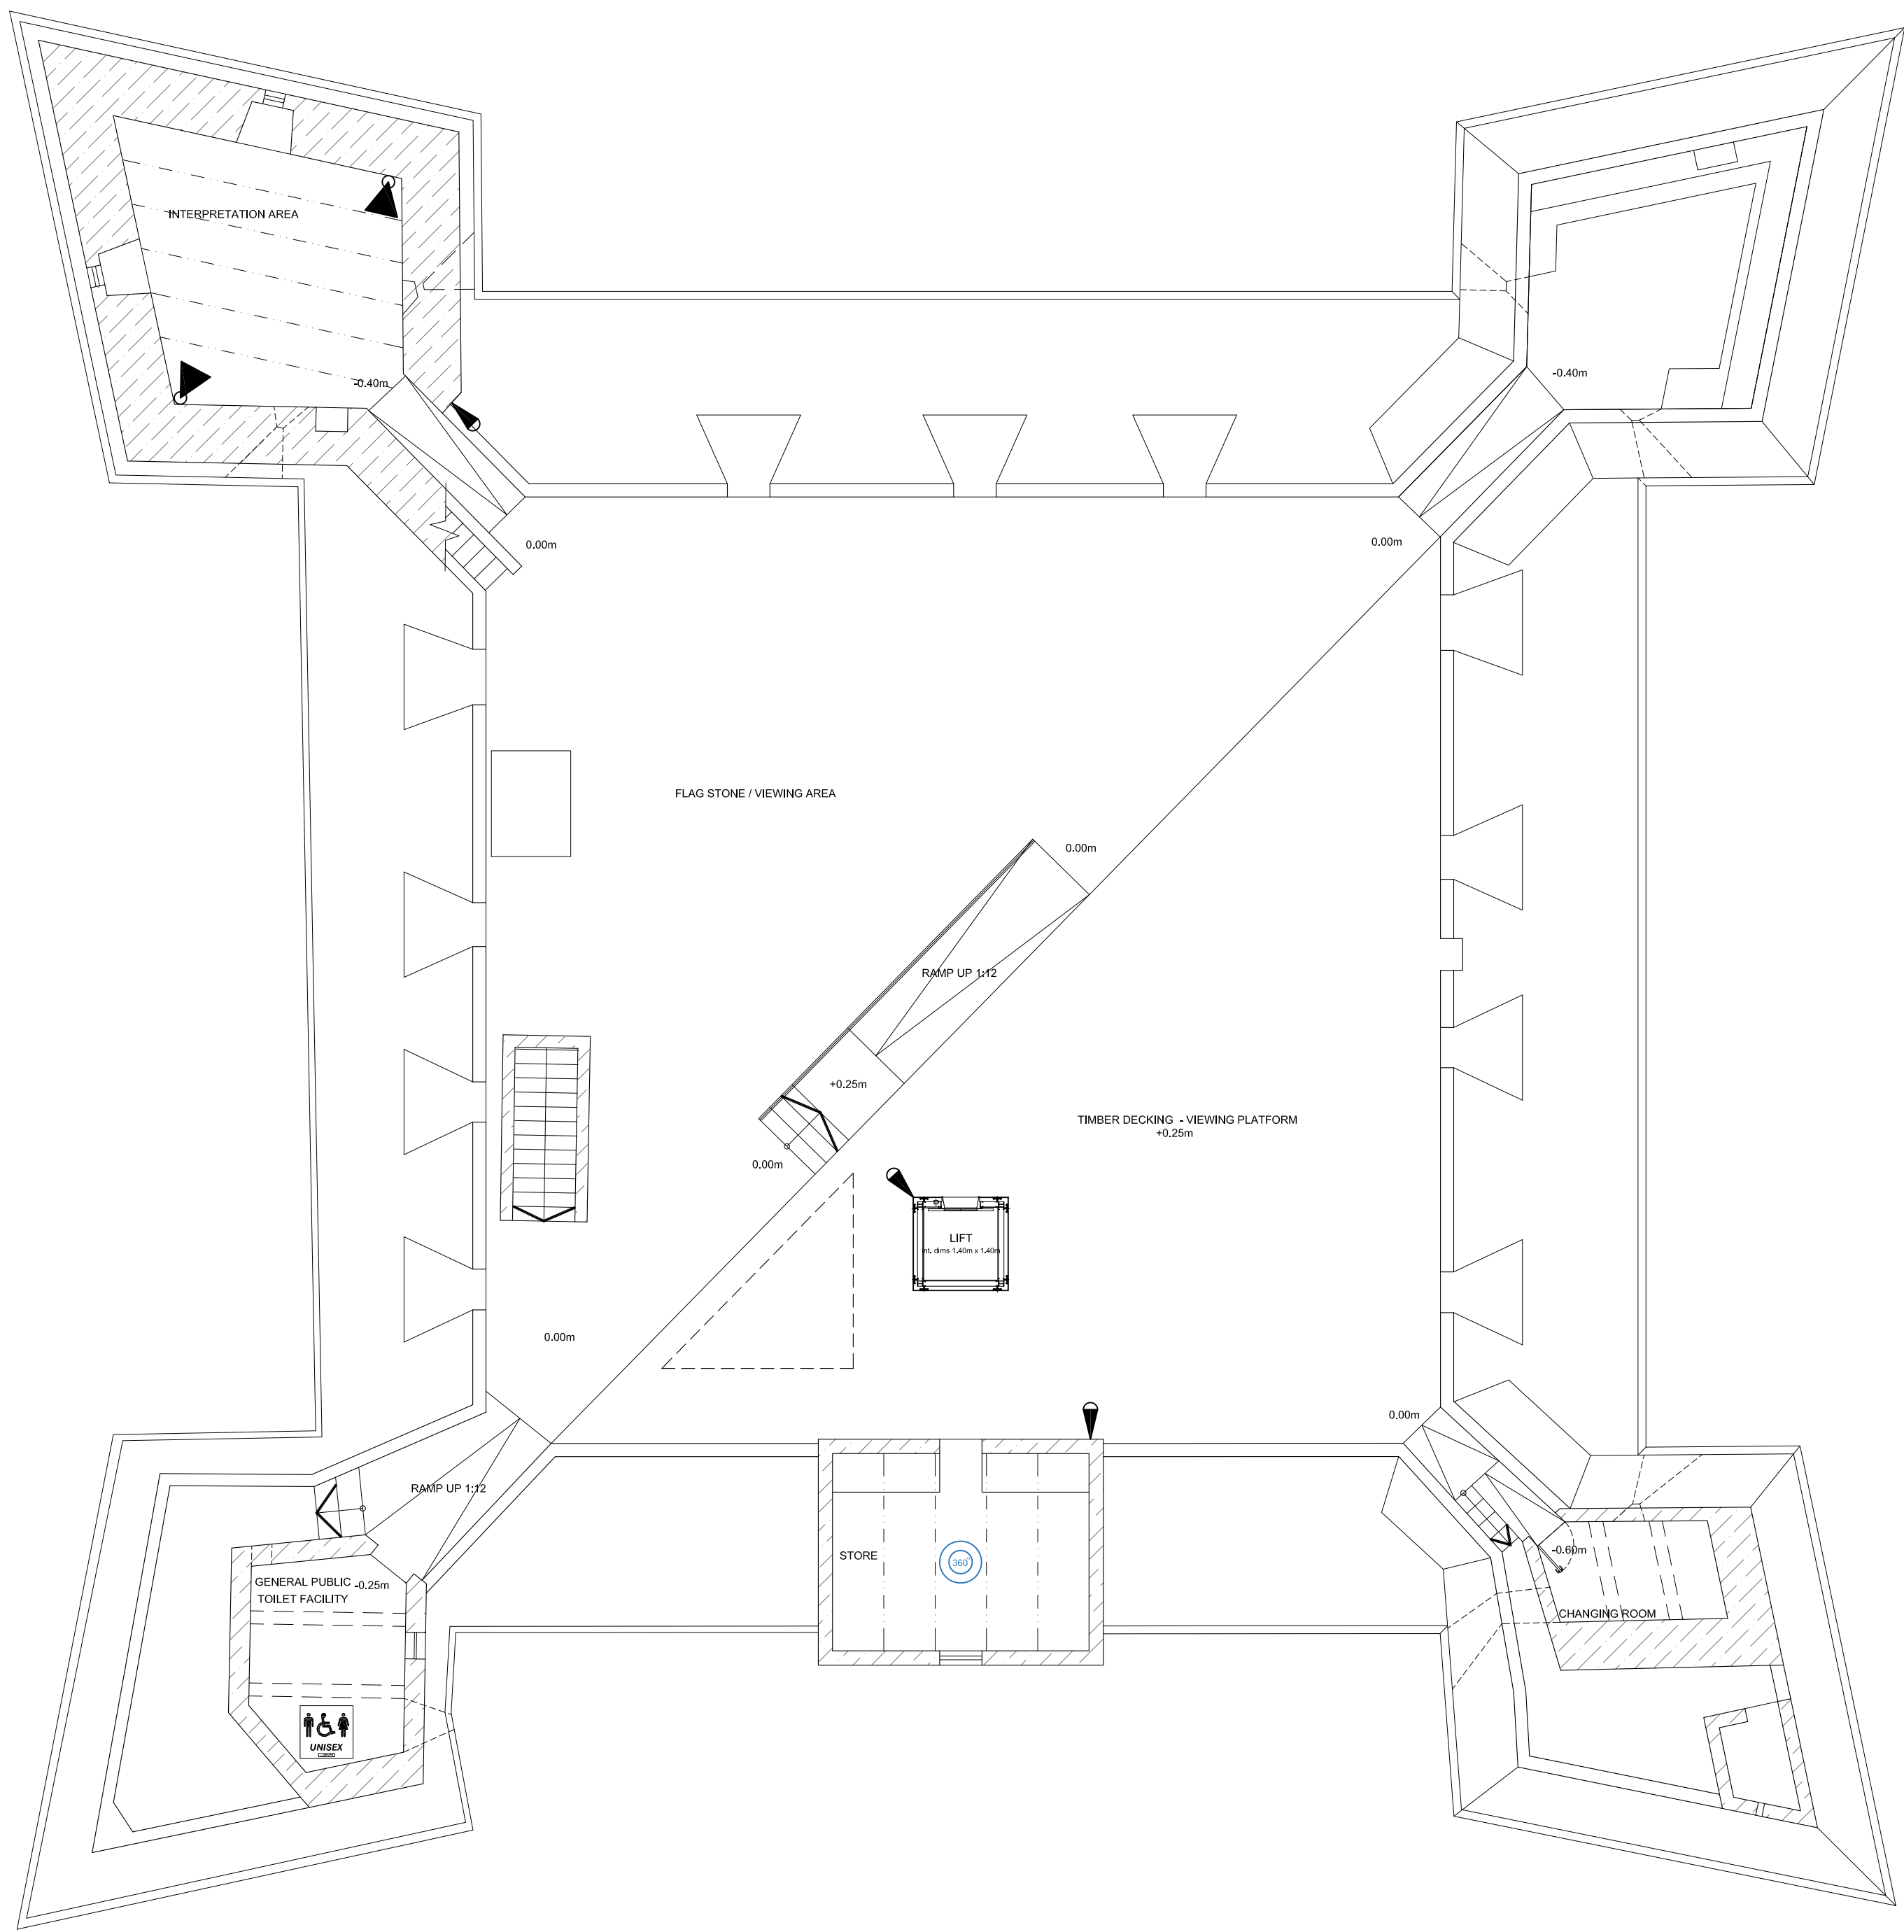 INTERPRETATION AREA
-0.40m
-0.40m
0.00m
0.00m
FLAG STONE / VIEWING AREA
0.00m
RAMP UP 1:12
+0.25m
TIMBER DECKING - VIEWING PLATFORM
+0.25m
0.00m
LIFT
int. dims 1.40m x 1.40m
0.00m
0.00m
RAMP UP 1:12
STORE
360°
-0.60m
GENERAL PUBLIC
TOILET FACILITY
-0.25m
CHANGING ROOM
UNISEX